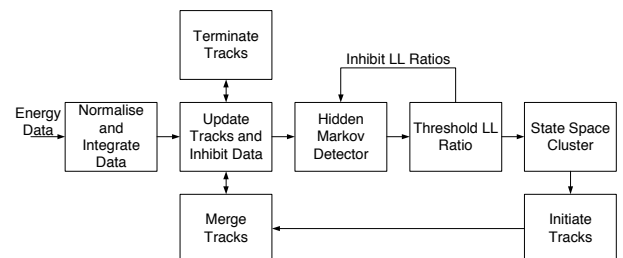 Terminate
Tracks
Inhibit LL Ratios
Energy
Data
Normalise
and
Integrate
Data
Update
Tracks and
Inhibit Data
Hidden
Markov
Detector
Threshold LL
Ratio
State Space
Cluster
Merge
Tracks
Initiate
Tracks